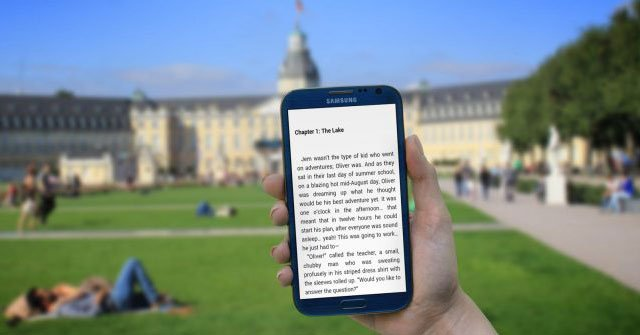 SAMSUNG
Chapter 1: The Lake
Jem wasn't the type of kid who went
on adventures; Oliver was. And as they
sat in their last day of summer school,
on a blazing hot mid-August day, Oliver
was dreaming up what he thought
would be his best adventure yet. It was
one o'clock in the afternoon... that
meant that in twelve hours he could
start his plan, after everyone was sound
asleep... yeah! This was going to work...
he just had to—
"Oliver!" called the teacher, a small,
chubby man who was sweating
profusely in his striped dress shirt with
the sleeves rolled up. "Would you like to
answer the question?"